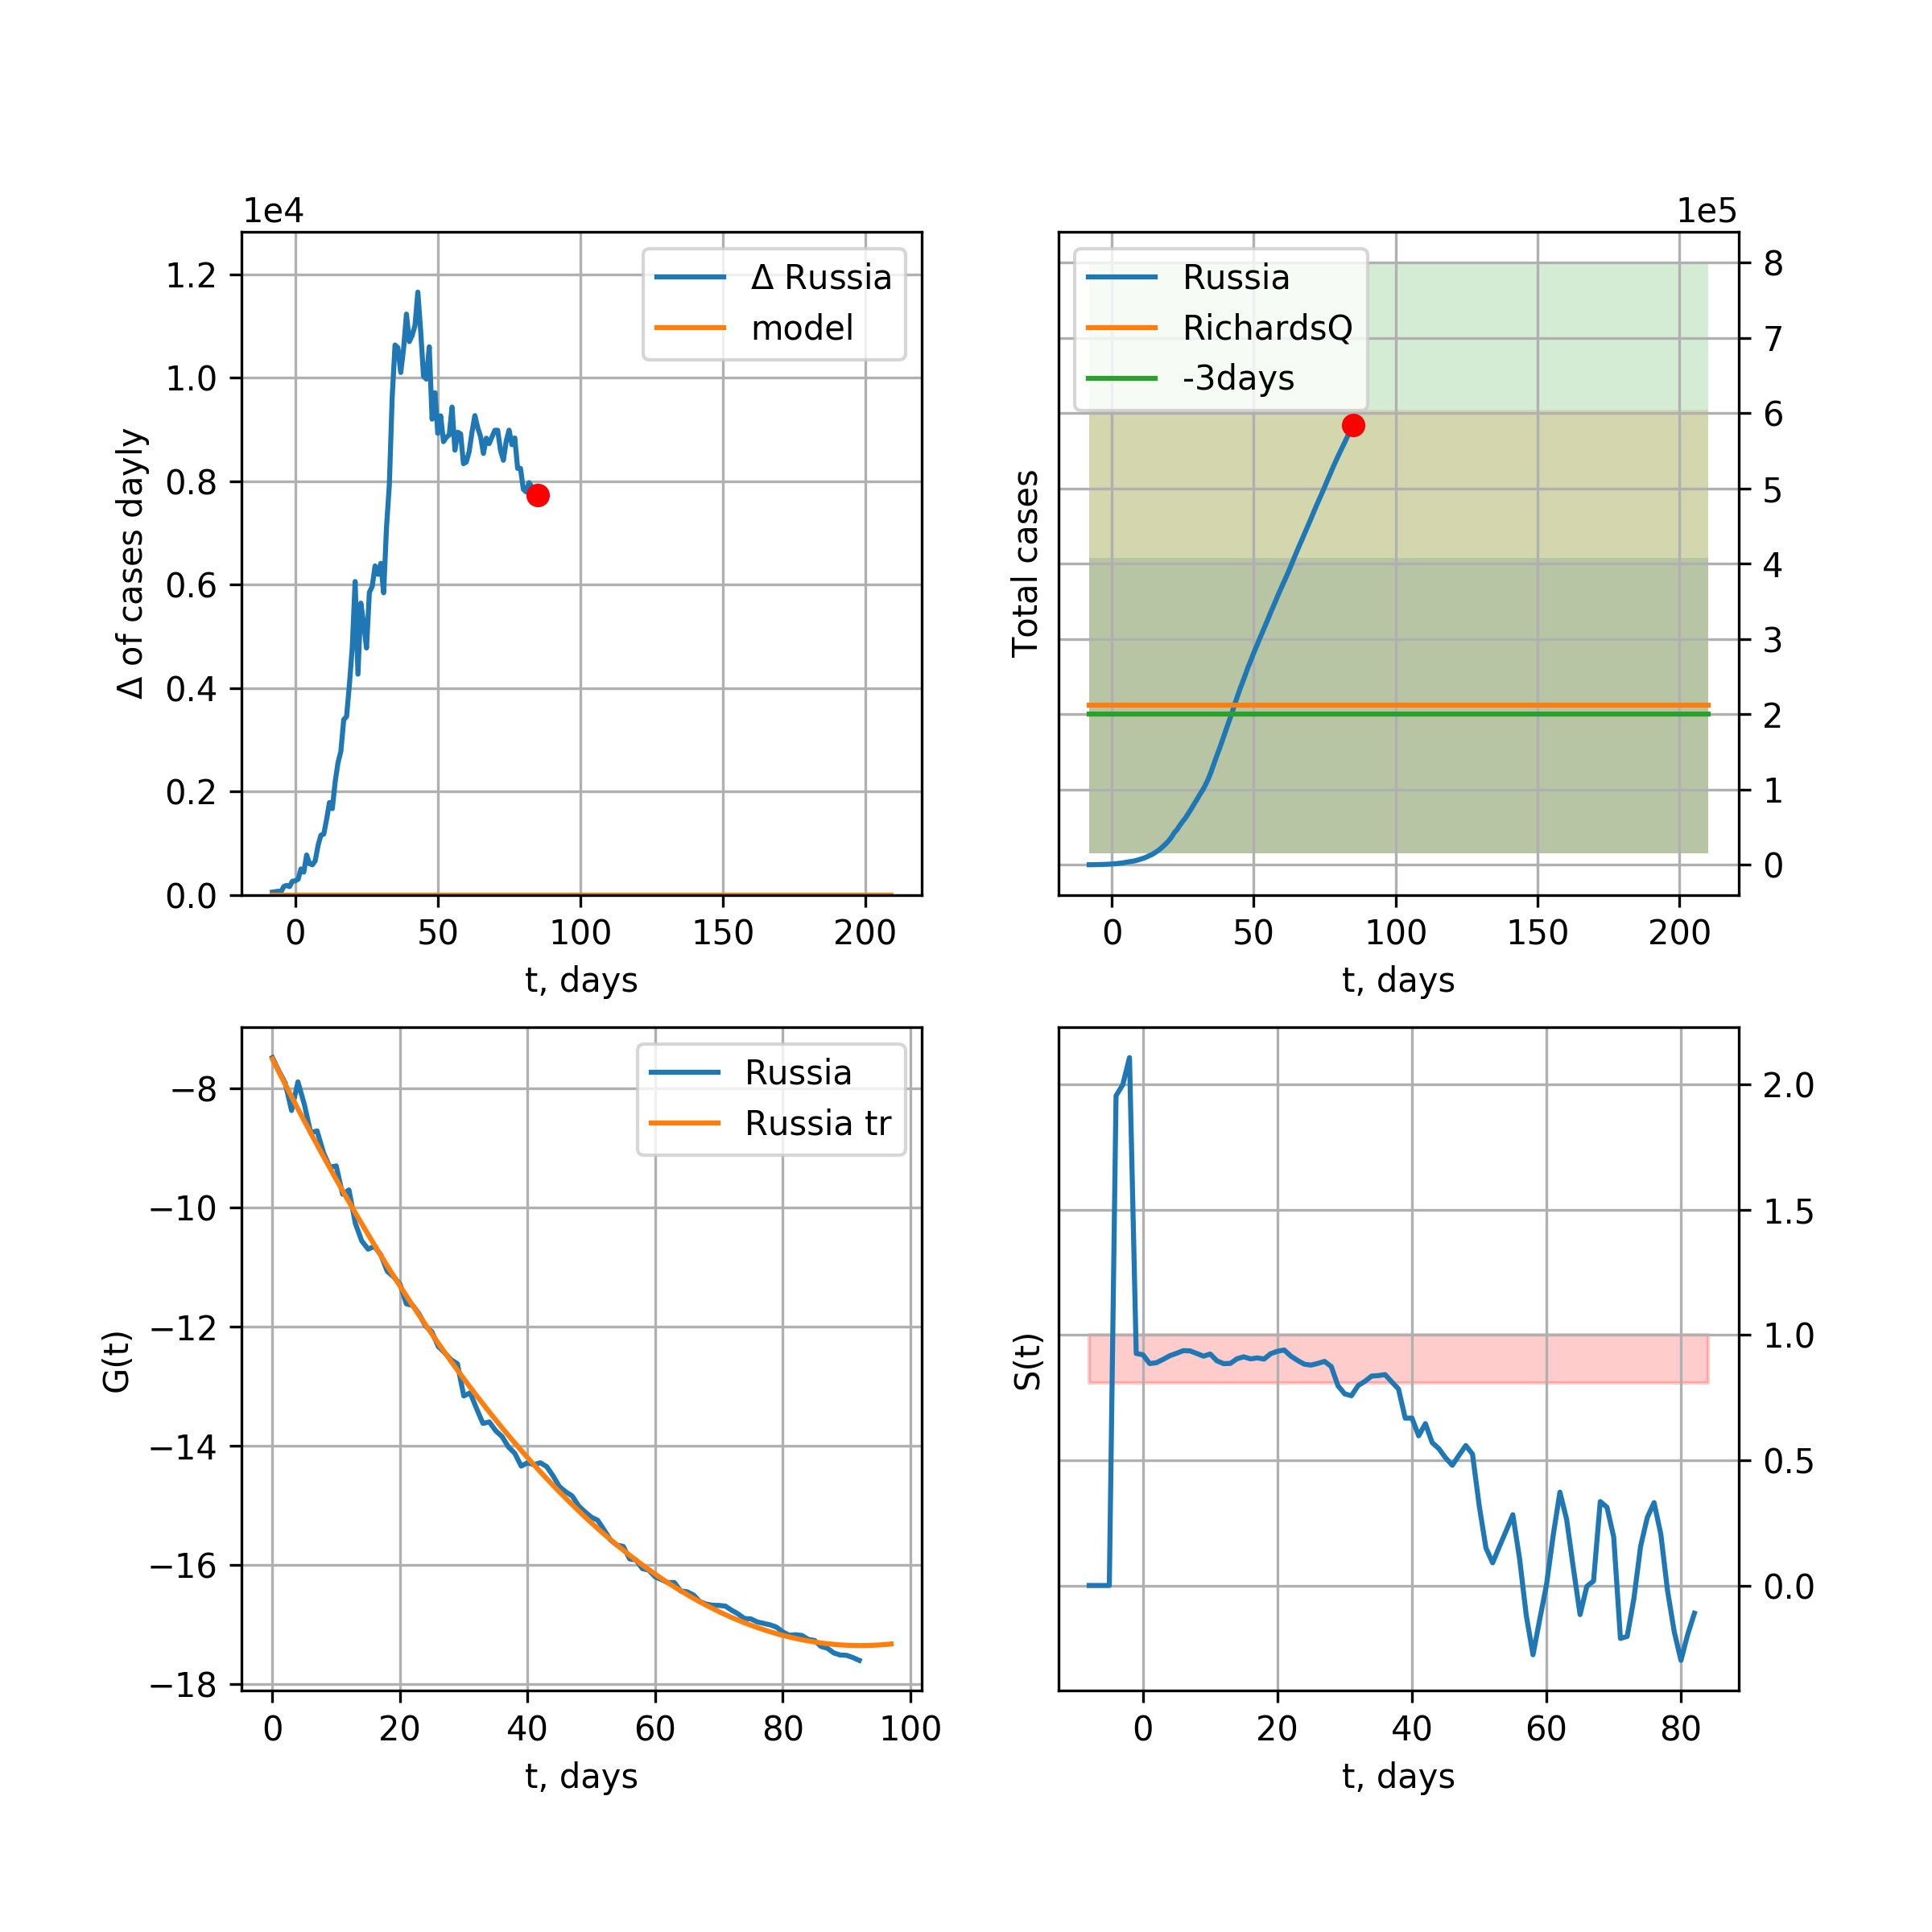 1e4
Δ of cases dayly
1.2
1.0
0.8
0.6
0.4
0.2
0.0
0 50 100 150 200
t, days
Δ Russia
model
1e5
Total cases
8
7
6
5
4
3
2
1
0
0 50 100 150 200
t, days
Russia
RichardsQ
-3days
G(t)
−8
−10
−12
−14
−16
−18
0 20 40 60 80 100
t, days
Russia
Russia tr
S(t)
2.0
1.5
1.0
0.5
0.0
0 20 40 60 80
t, days